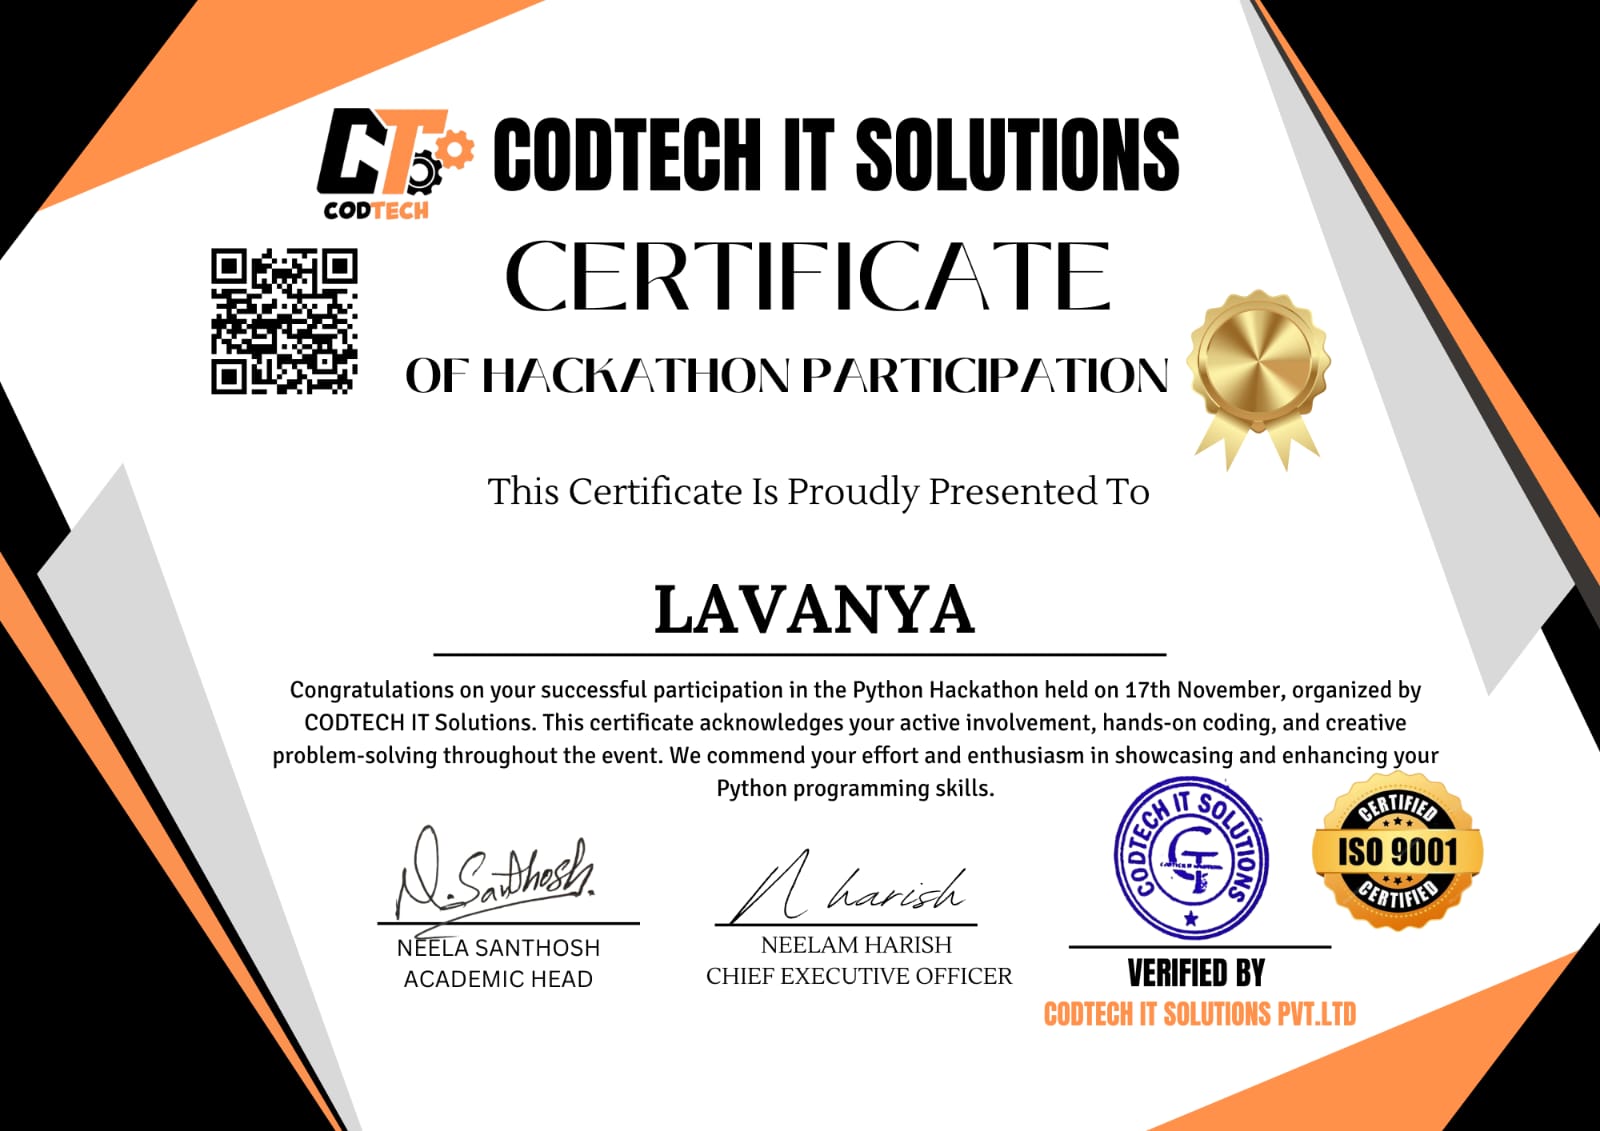 CT
CODTECH
CODTECH IT SOLUTIONS
CERTIFICATE
OF HACKATHON PARTICIPATION
This Certificate Is Proudly Presented To
LAVANYA
Congratulations on your successful participation in the Python Hackathon held on 17th November, organized by
CODTECH IT Solutions. This certificate acknowledges your active involvement, hands-on coding, and creative
problem-solving throughout the event. We commend your effort and enthusiasm in showcasing and enhancing your
Python programming skills.
N. Santhosh.
NEELA SANTHOSH
ACADEMIC HEAD
N harish
NEELAM HARISH
CHIEF EXECUTIVE OFFICER
CODTECH IT SOLUTIONS
CT
VERIFIED BY
CODTECH IT SOLUTIONS PVT.LTD
CERTIFIED
ISO 9001
CERTIFIED